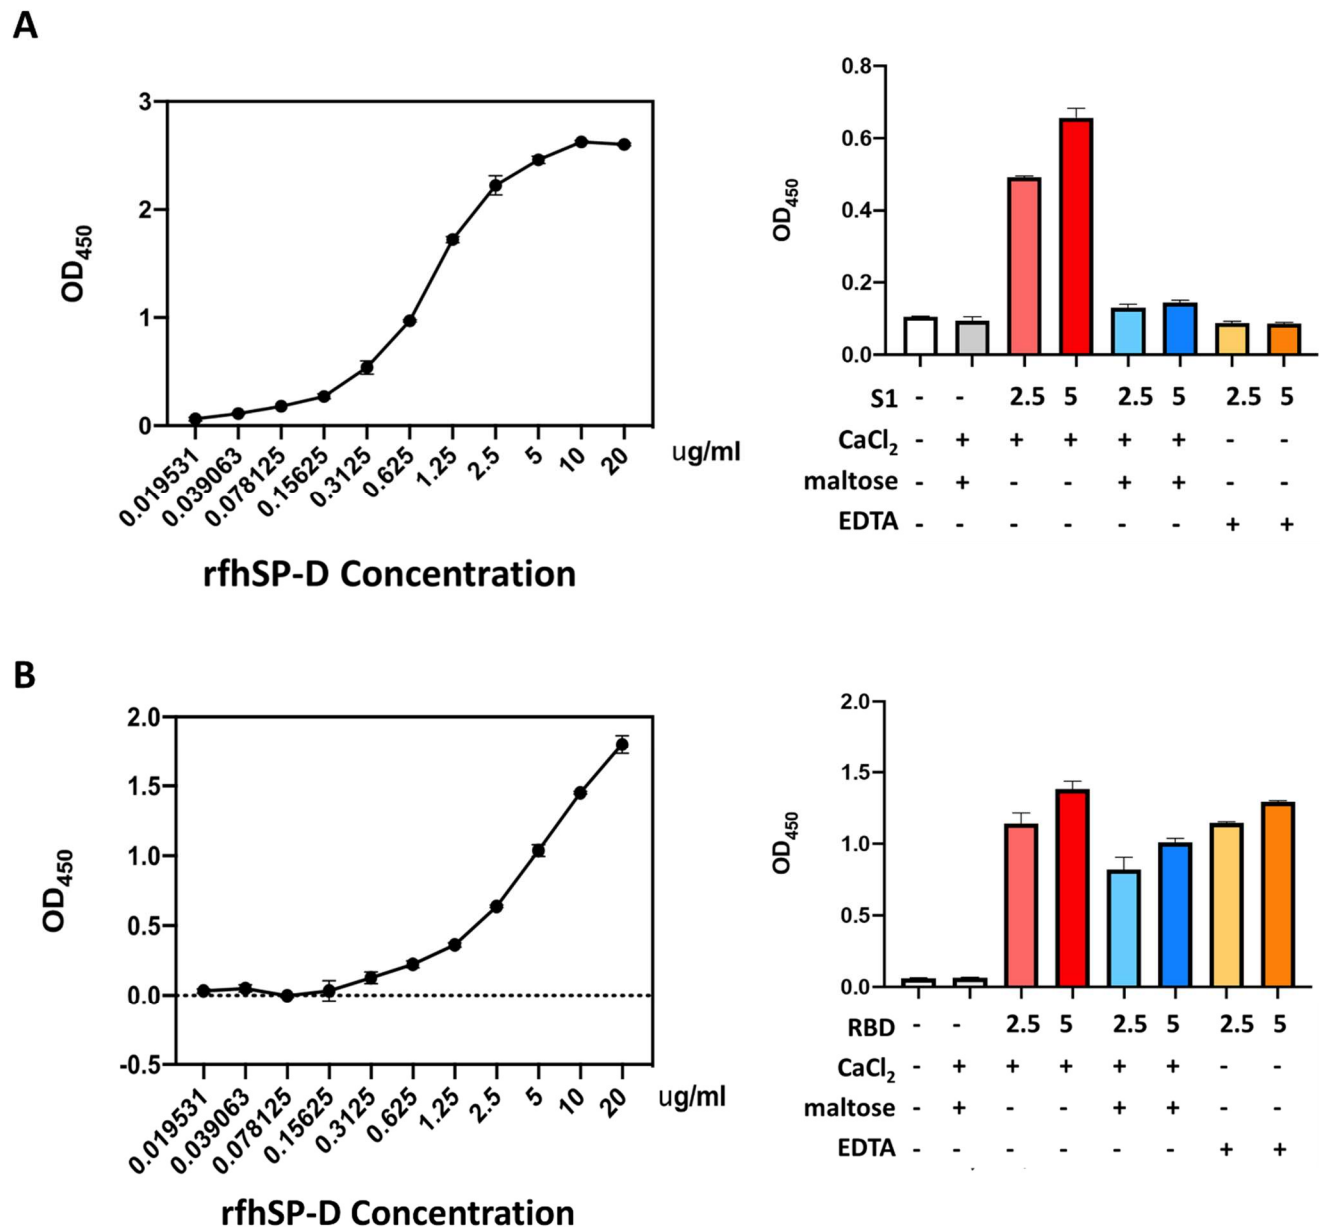 A
3
2
1
0
OD450
0.019531 0.039063 0.078125 0.15625 0.3125 0.625 1.25 2.5 5 10 20 ug/ml
rfhSP-D Concentration
0.8
0.6
0.4
0.2
0.0
OD450
S1 - - 2.5 5 2.5 5 2.5 5
CaCl2 - + + + + + - -
maltose - + - - + + - -
EDTA - - - - - - + +
B
2.0
1.5
1.0
0.5
0.0
-0.5
OD450
0.019531 0.039063 0.078125 0.15625 0.3125 0.625 1.25 2.5 5 10 20 ug/ml
rfhSP-D Concentration
2.0
1.5
1.0
0.5
0.0
OD450
RBD - - 2.5 5 2.5 5 2.5 5
CaCl2 - + + + + + - -
maltose - + - - + + - -
EDTA - - - - - - + +